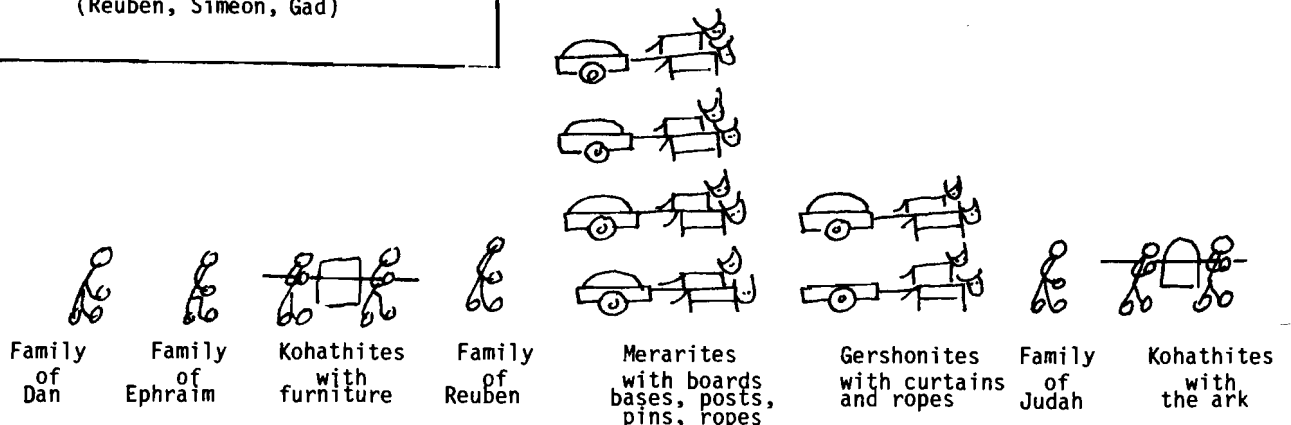 (Reuben, Simeon, Gad)
Family
of
Dan
Family
of
Ephraim
Kohathites
with
furniture
Family
of
Reuben
Merarites
with boards
bases, posts,
pins, ropes
Gershonites
with curtains
and ropes
Family
of
Judah
Kohathites
with
the ark